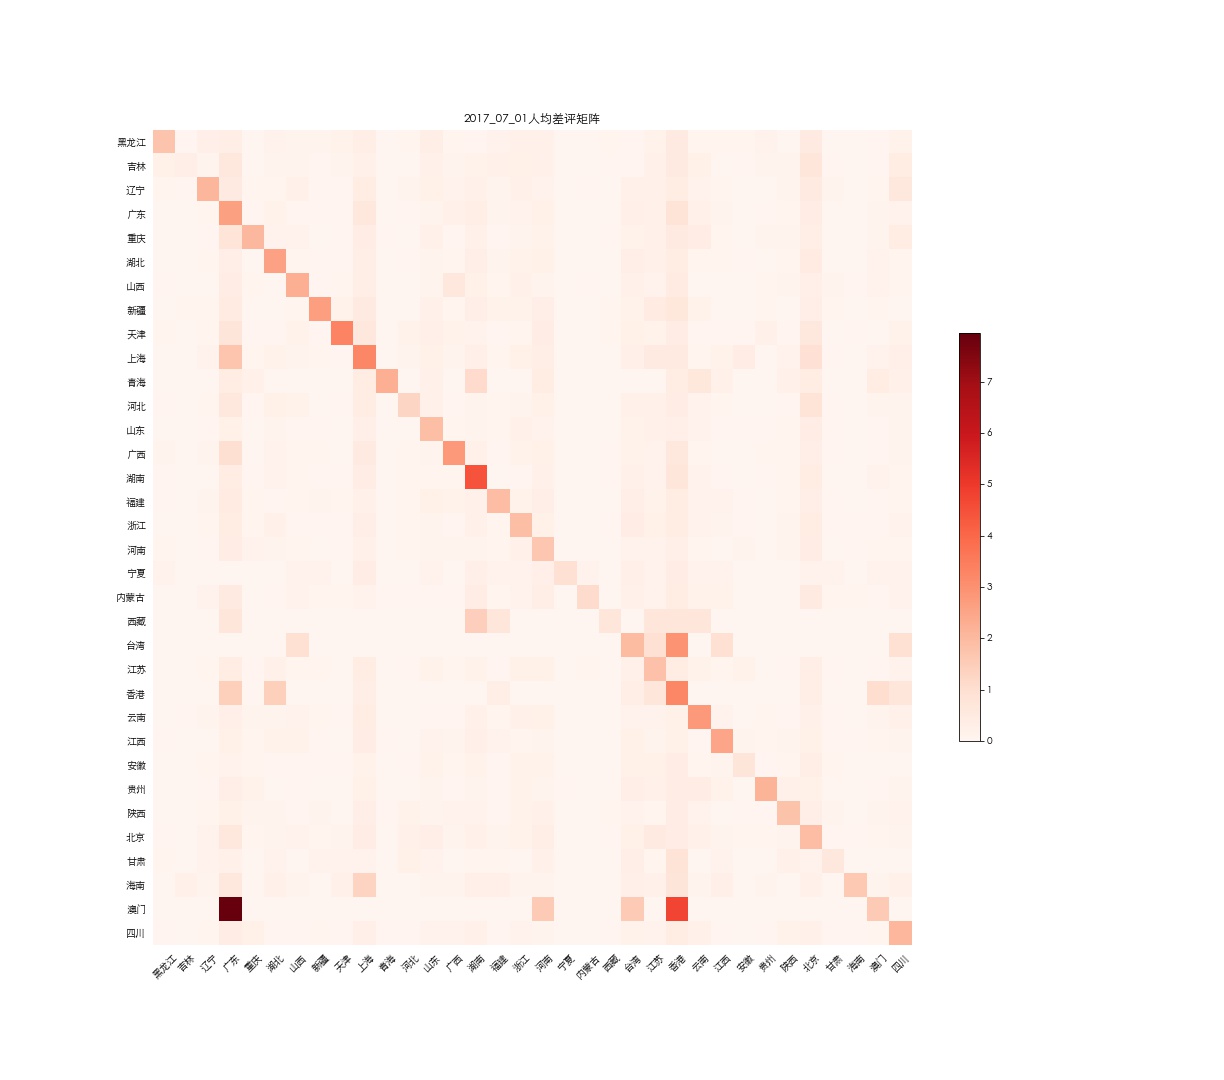 2017_07_01人均差评矩阵
黑龙江
吉林
辽宁
广东
重庆
湖北
山西
新疆
天津
上海
青海
河北
山东
广西
湖南
福建
浙江
河南
宁夏
内蒙古
西藏
台湾
江苏
香港
云南
江西
安徽
贵州
陕西
北京
甘肃
海南
澳门
四川
黑龙江 吉林 辽宁 广东 重庆 湖北 山西 新疆 天津 上海 青海 河北 山东 广西 湖南 福建 浙江 河南 宁夏 内蒙古 西藏 台湾 江苏 香港 云南 江西 安徽 贵州 陕西 北京 甘肃 海南 澳门 四川
7
6
5
4
3
2
1
0